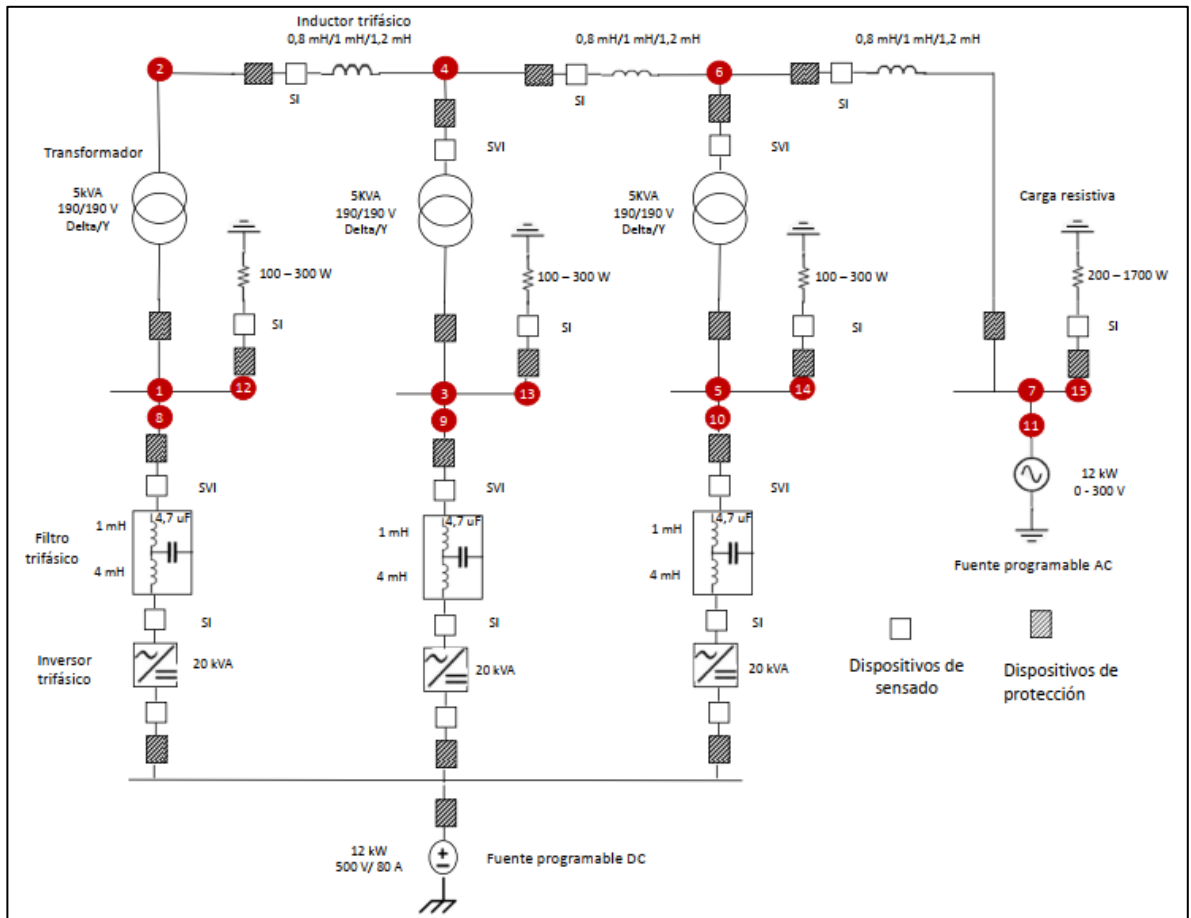 Inductor trifásico
0,8 mH/1 mH/1,2 mH
0,8 mH/1 mH/1,2 mH
0,8 mH/1 mH/1,2 mH
2
4
6
SI
SI
SI
SVI
SVI
Transformador
5kVA
190/190 V
Delta/Y
5KVA
190/190 V
Delta/Y
5KVA
190/190 V
Delta/Y
Carga resistiva
100 – 300 W
100 – 300 W
100 – 300 W
200 – 1700 W
SI
SI
SI
SI
1
12
3
13
5
14
7
15
8
9
10
11
12 kW
0 - 300 V
Fuente programable AC
SVI
SVI
SVI
Filtro
trifásico
1 mH
4,7 uF
4 mH
1 mH
4,7 uF
4 mH
1 mH
4,7 uF
4 mH
SI
SI
SI
Inversor
trifásico
20 kVA
20 kVA
20 kVA
Dispositivos de
sensado
Dispositivos de
protección
12 kW
500 V/ 80 A
Fuente programable DC